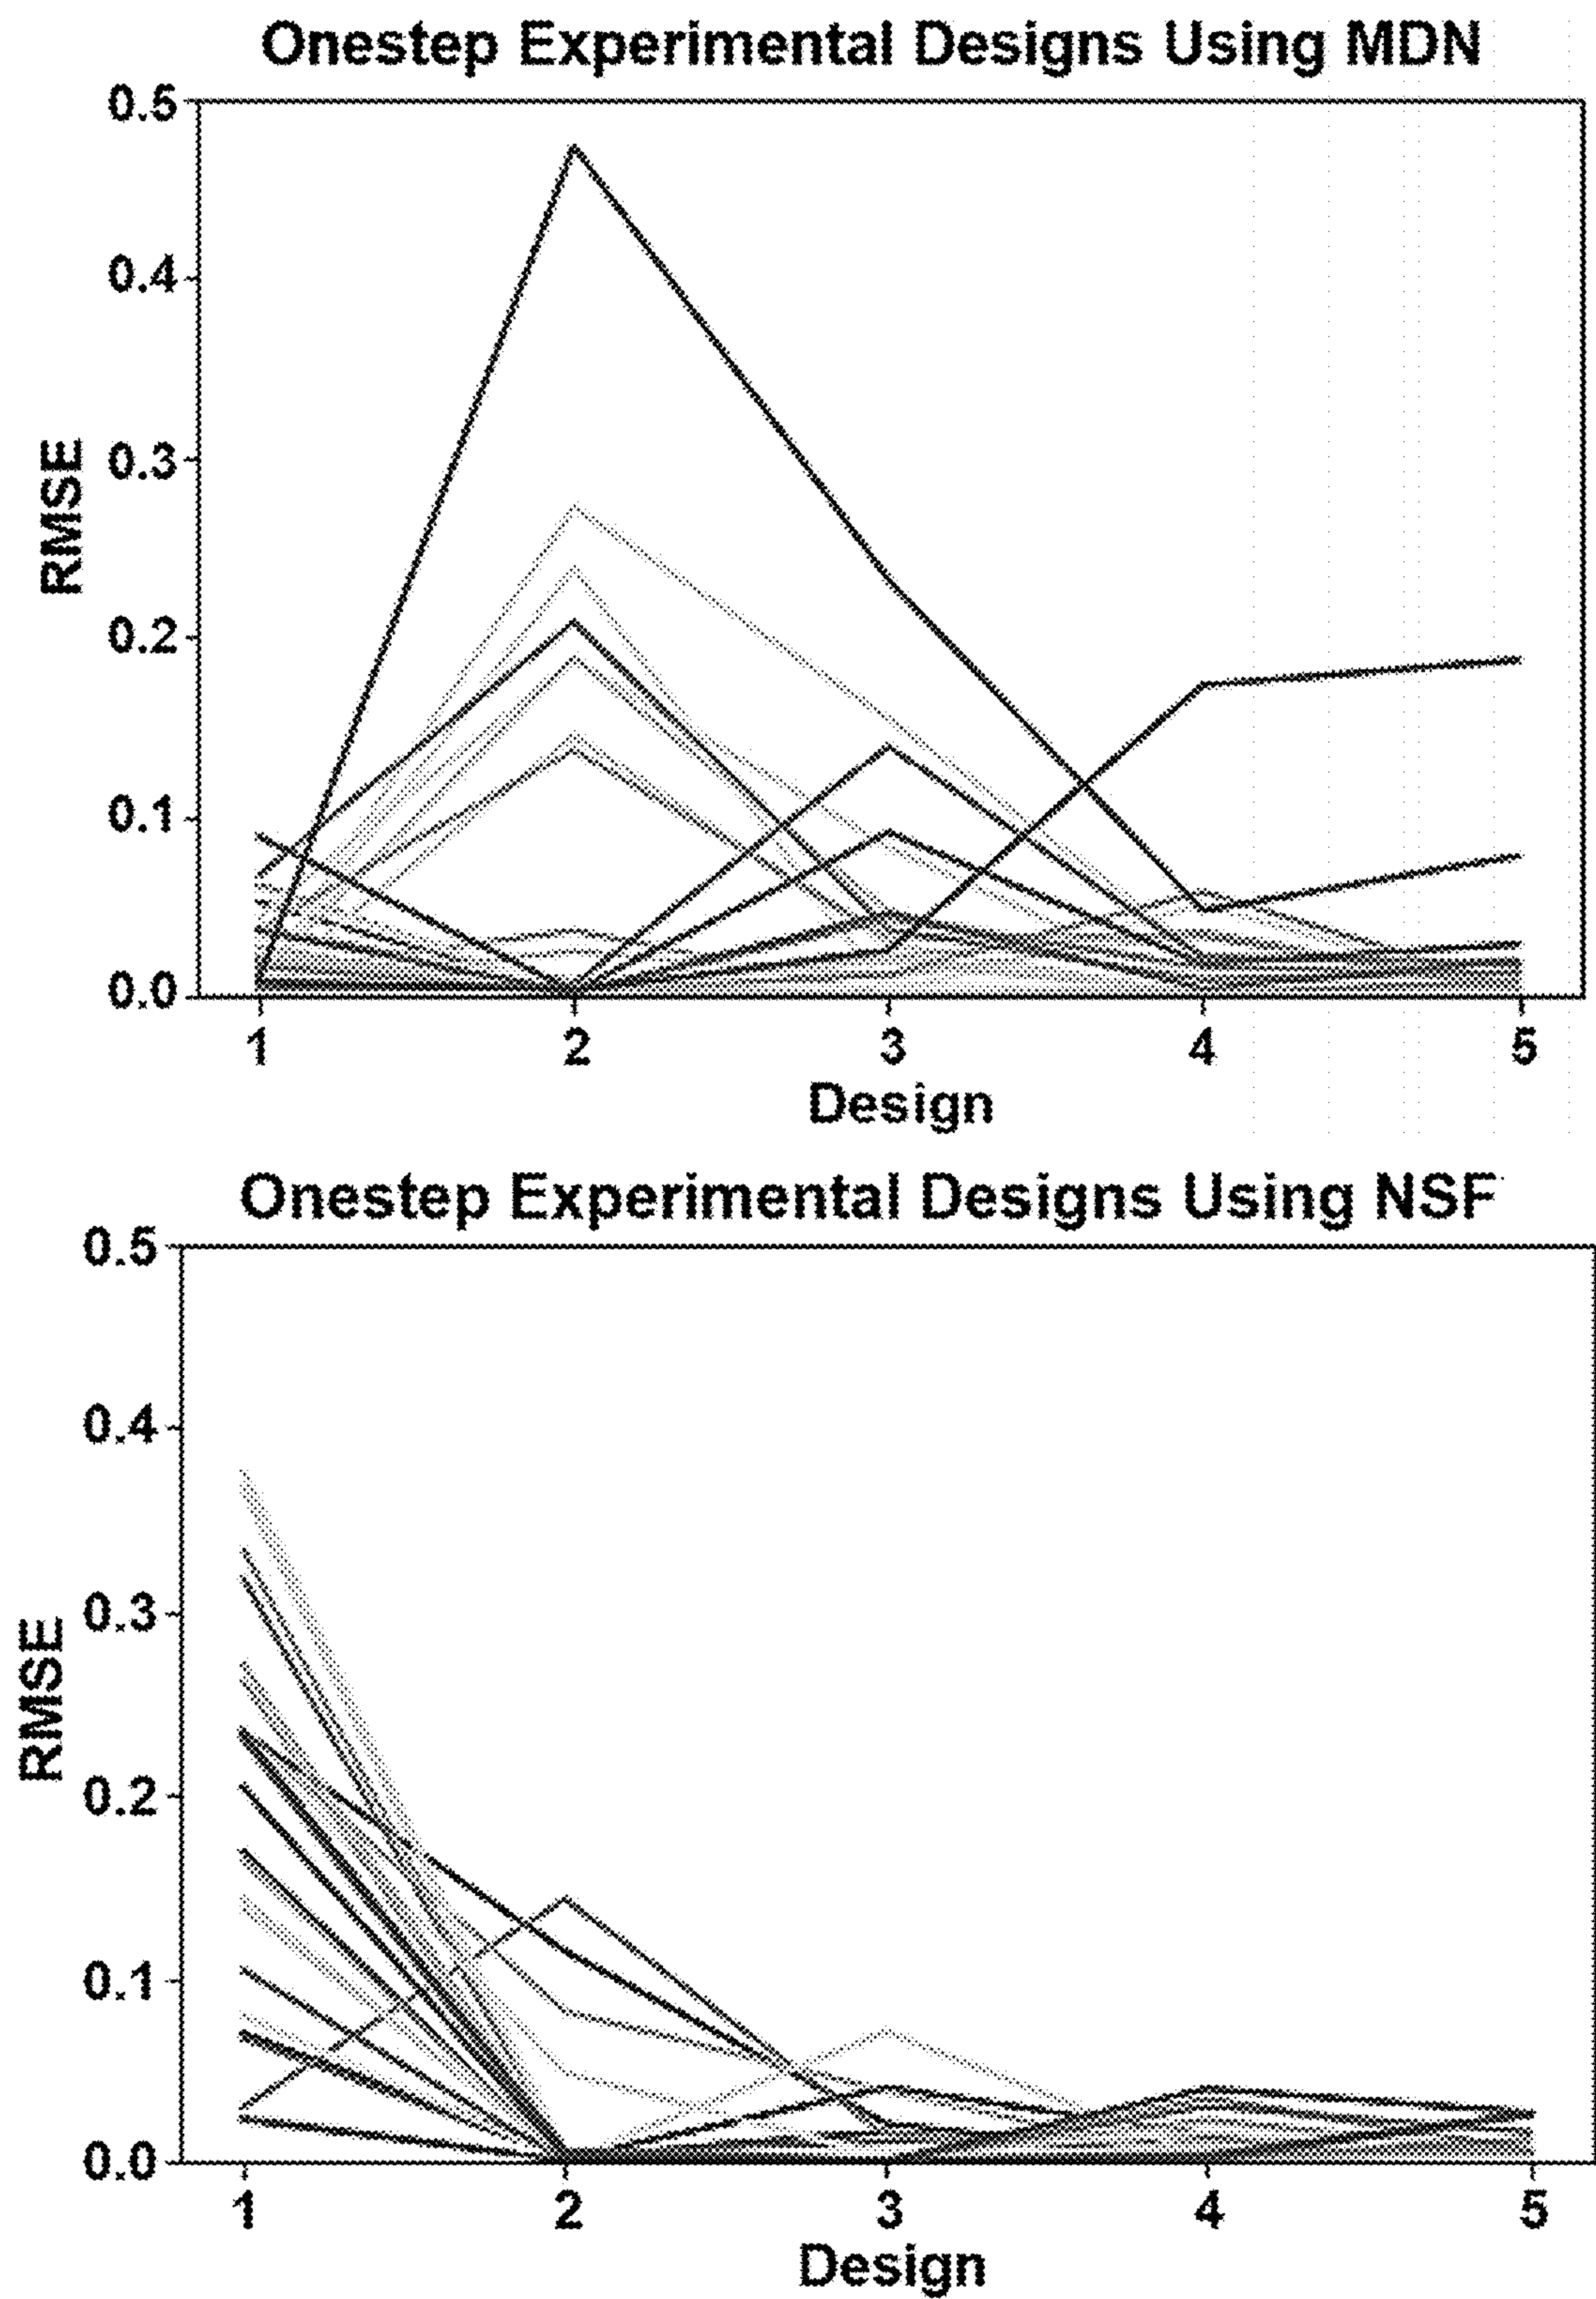 Onestep Experimental Designs Using MDN
0.5
0.4
0.3
0.2
0.1
0.0
RMSE
1 2 3 4 5
Design
Onestep Experimental Designs Using NSF
0.5
0.4
0.3
0.2
0.1
0.0
RMSE
1 2 3 4 5
Design